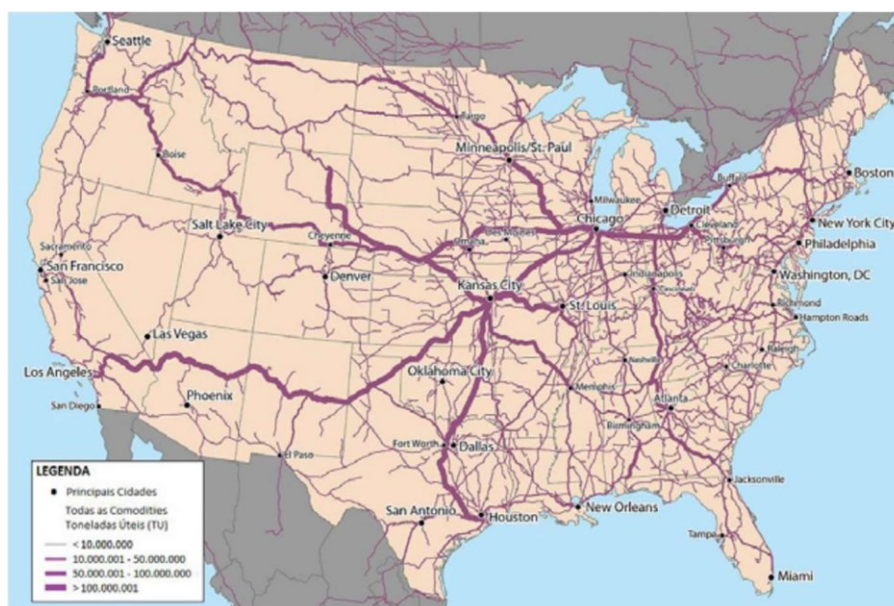 Seattle
Portland
Fargo
Minneapolis/St. Paul
Boise
Milwaukee
Buffalo
Boston
Detroit
Chicago
Cleveland
Salt Lake City
Cheyenne
Omaha
Des Moines
Pittsburgh
New York City
Philadelphia
Sacramento
San Francisco
San Jose
Denver
Kansas City
St. Louis
Indianapolis
Cincinnati
Washington, DC
Richmond
Hampton Roads
Las Vegas
Los Angeles
Oklahoma City
Nashville
Raleigh
Charlotte
Memphis
San Diego
Phoenix
Atlanta
Birmingham
El Paso
Fort Worth
Dallas
Jacksonville
San Antonio
Houston
New Orleans
Tampa
Miami
LEGENDA
Principais Cidades
Todas as Comodities
Toneladas Úteis (TU)
< 10.000.000
10.000.001 - 50.000.000
50.000.001 - 100.000.000
> 100.000.001